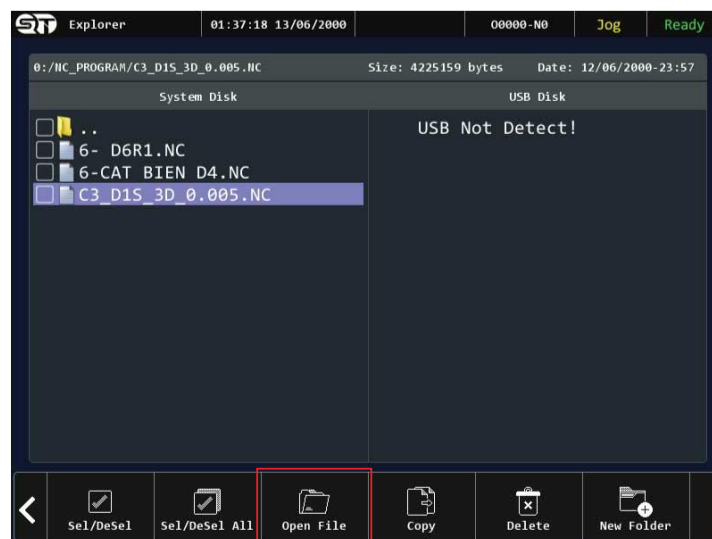 ST Explorer 01:37:18 13/06/2000 O0000-N0 Jog Ready
0:/NC_PROGRAM/C3_D1S_3D_0.005.NC Size: 4225159 bytes Date: 12/06/2000-23:57
System Disk USB Disk
.. USB Not Detect!
6- D6R1.NC
6-CAT BIEN D4.NC
C3_D1S_3D_0.005.NC
Sel/DeSel Sel/DeSel All Open File Copy Delete New Folder